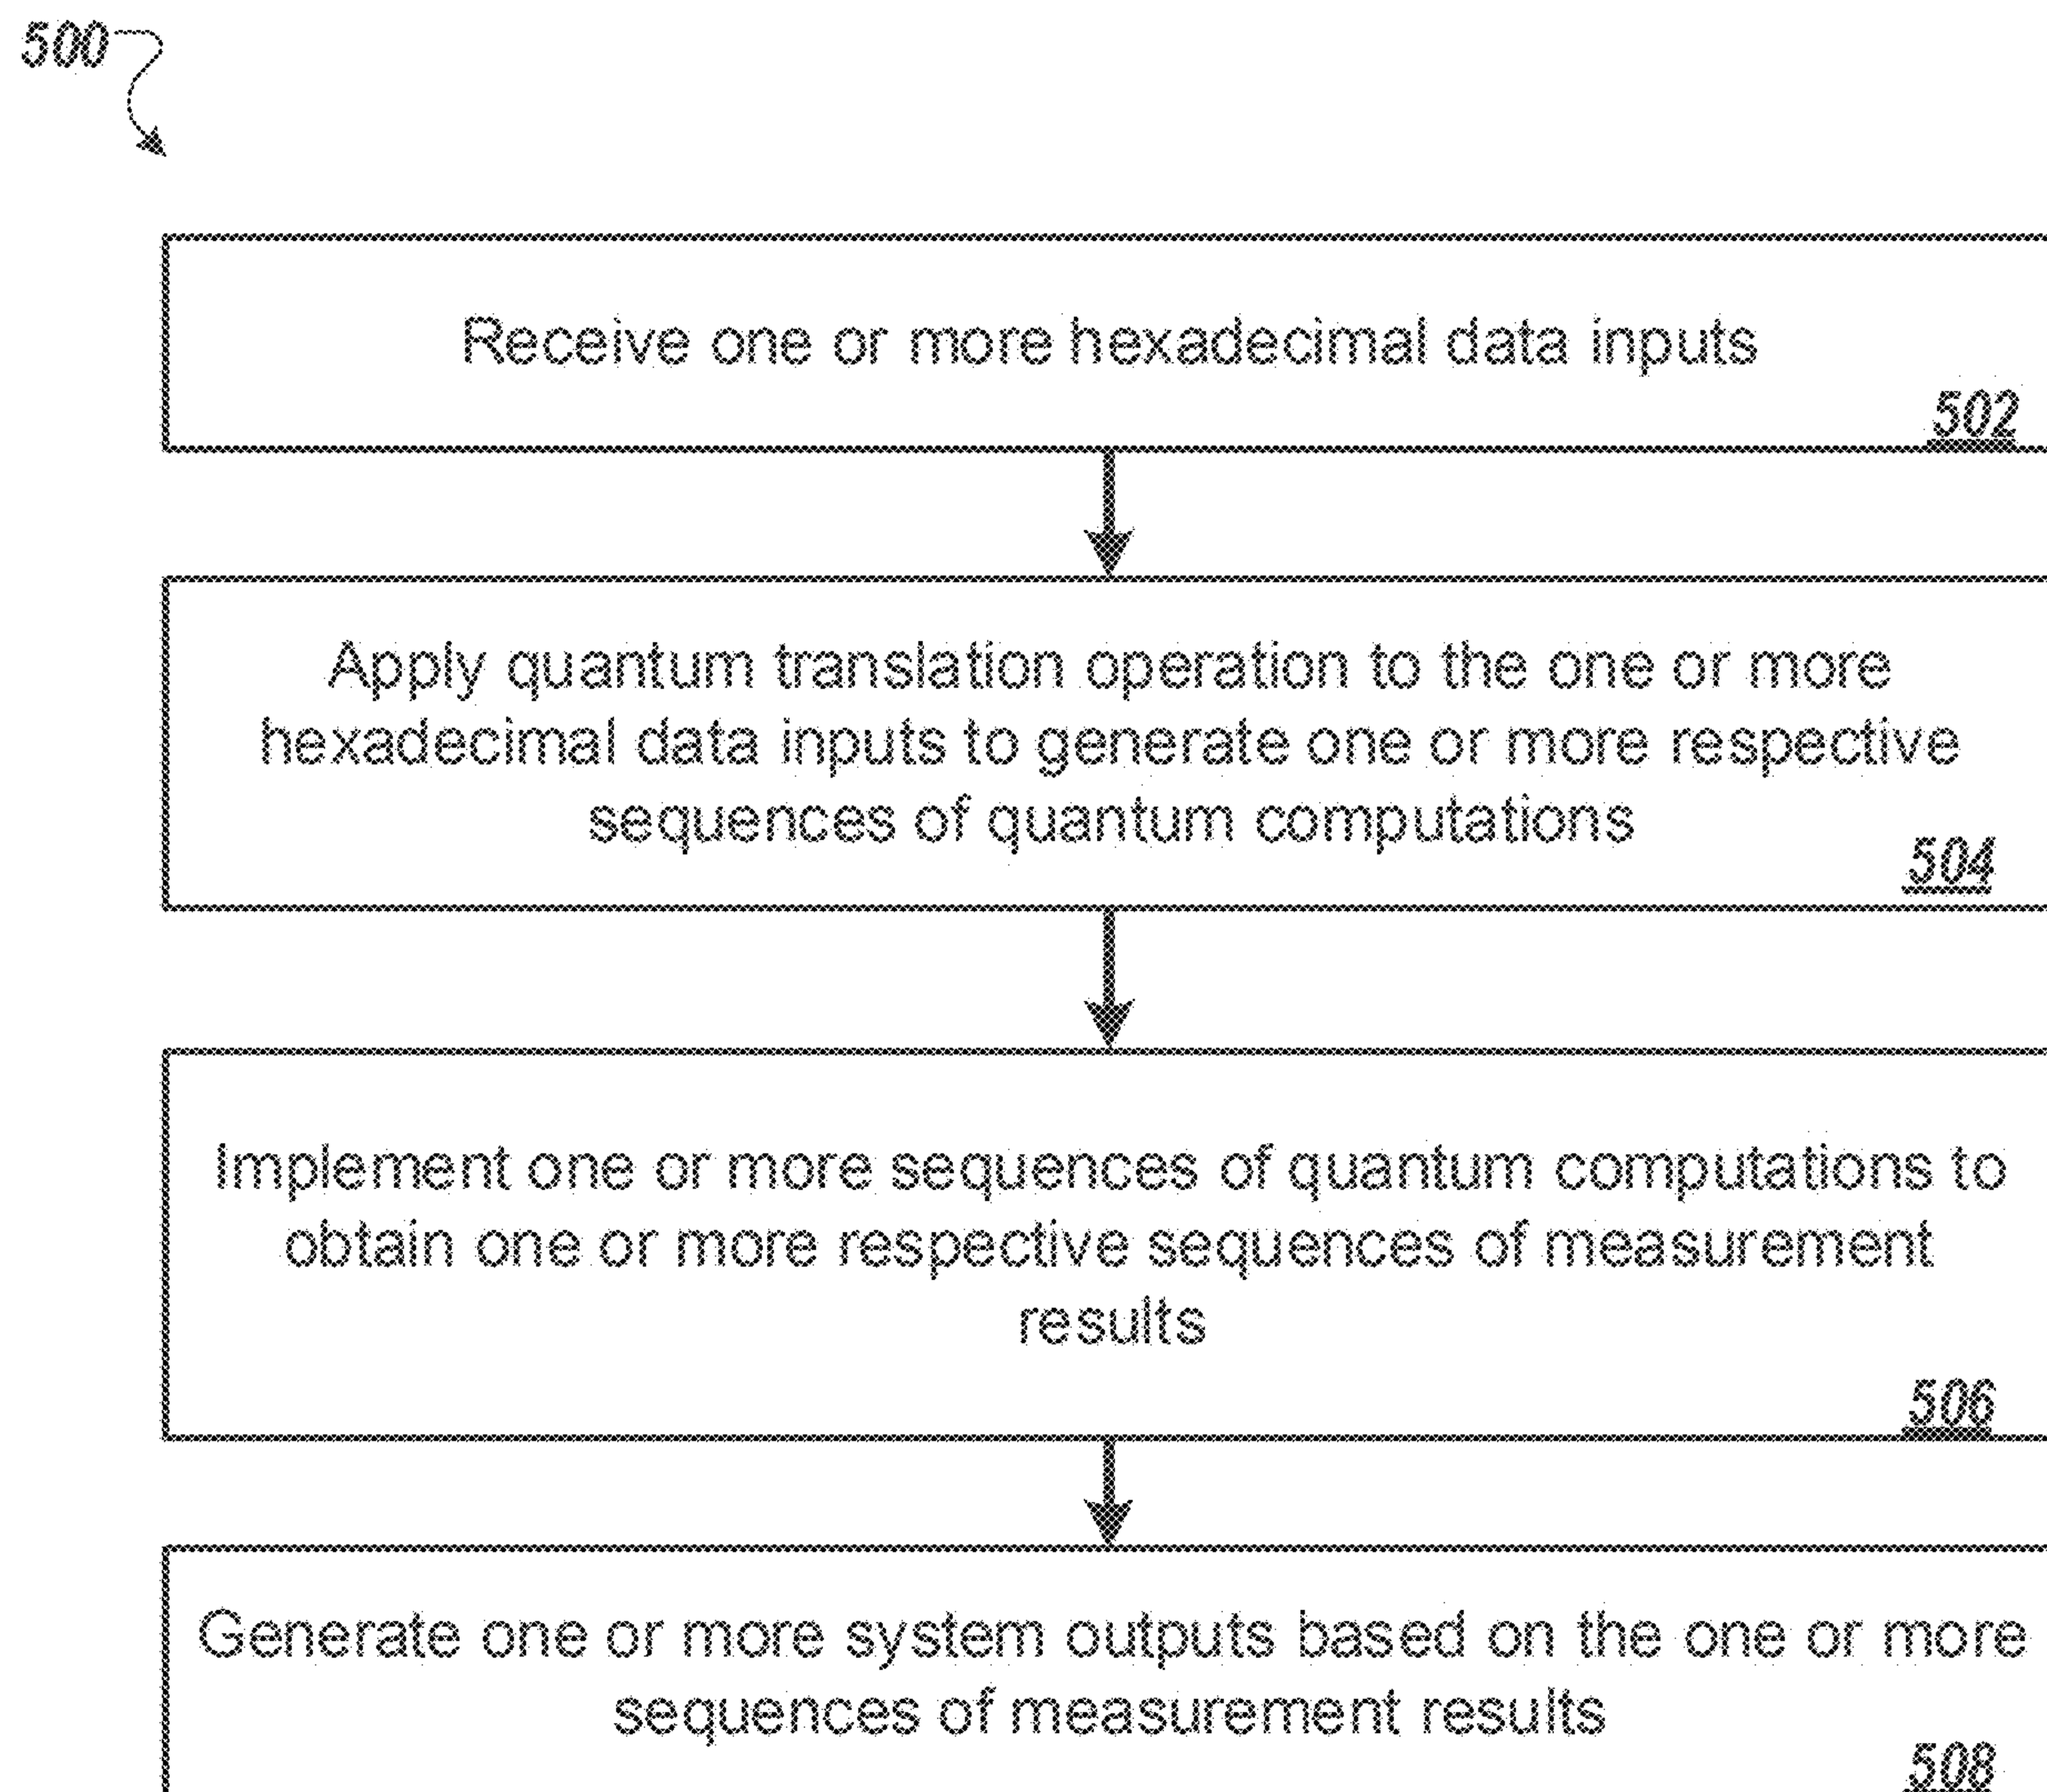 500
Receive one or more hexadecimal data inputs
502
Apply quantum translation operation to the one or more
hexadecimal data inputs to generate one or more respective
sequences of quantum computations
504
Implement one or more sequences of quantum computations to
obtain one or more respective sequences of measurement
results
506
Generate one or more system outputs based on the one or more
sequences of measurement results
508